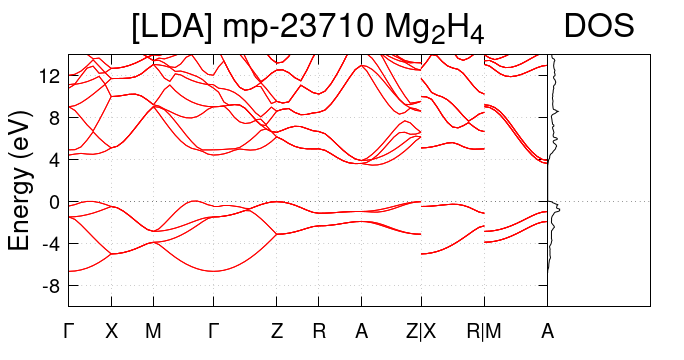 [LDA] mp-23710 Mg₂H₄ DOS
Energy (eV)
12
8
4
0
-4
-8
Γ X M Γ Z R A Z|X R|M A